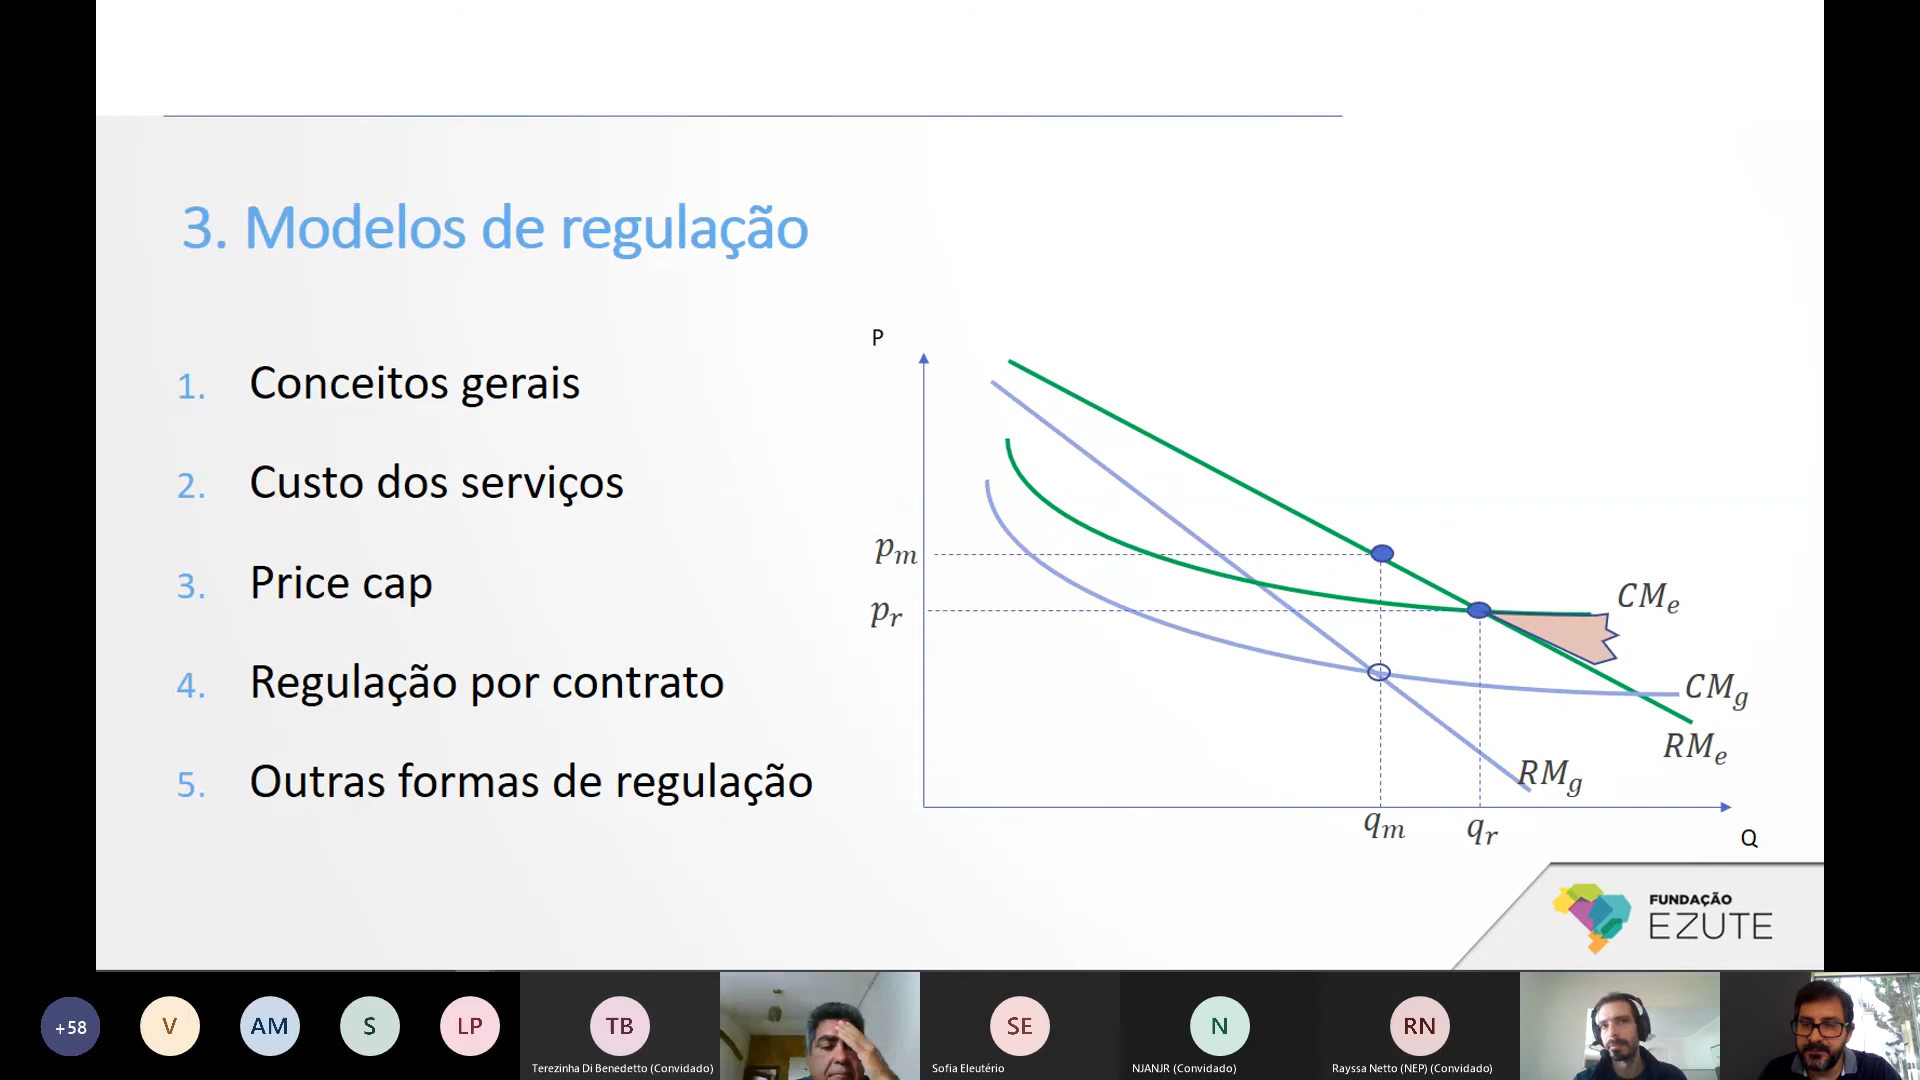 3. Modelos de regulação
1. Conceitos gerais
2. Custo dos serviços
3. Price cap
4. Regulação por contrato
5. Outras formas de regulação
P
p_m
p_r
CM_e
CM_g
RM_e
RM_g
q_m
q_r
Q
FUNDAÇÃO
EZUTE
+58
V
AM
S
LP
TB
Terezinha Di Benedetto (Convidado)
SE
Sofia Eleutério
N
NJANJR (Convidado)
RN
Rayssa Netto (NEP) (Convidado)